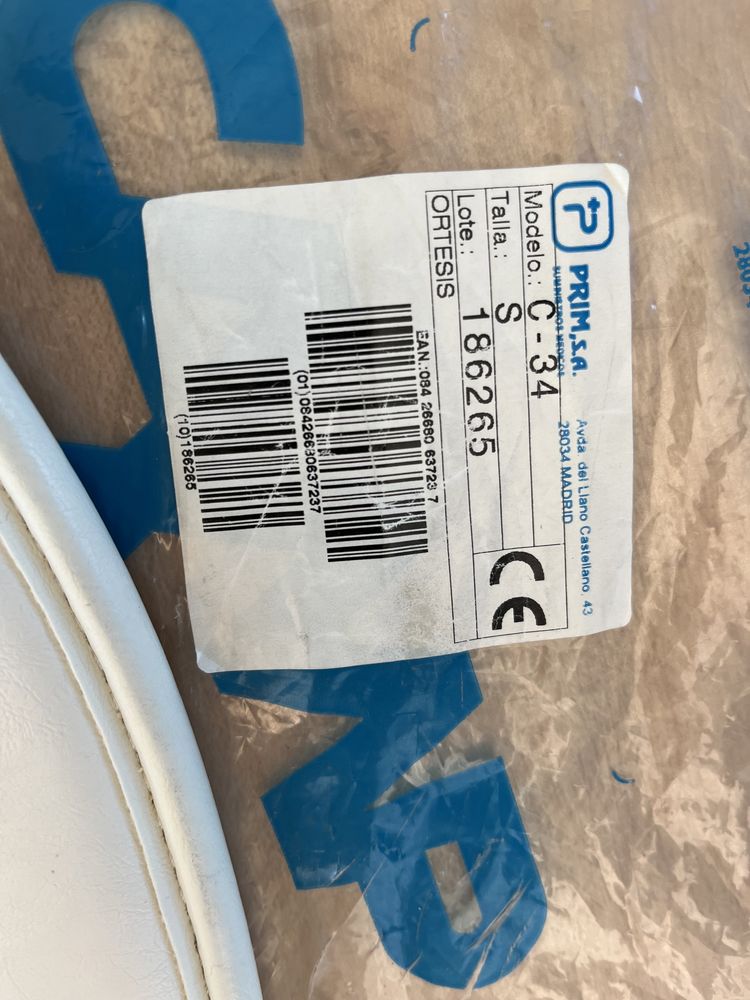 PRIM, S.A.
SUMINISTROS MEDICOS
Avda. del Llano Castellano, 43
28034 MADRID
Modelo.: C-34
Talla.: S
CE
Lote.: 186265
ORTESIS
EAN.:084 26680 63723 7
(01)08426680637237
(10)186265